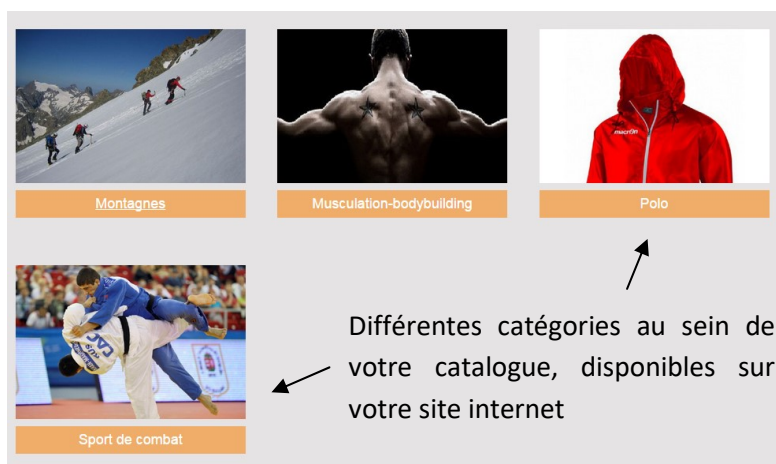 macron
Montagnes
Musculation-bodybuilding
Polo
Différentes catégories au sein de
votre catalogue, disponibles sur
votre site internet
Sport de combat